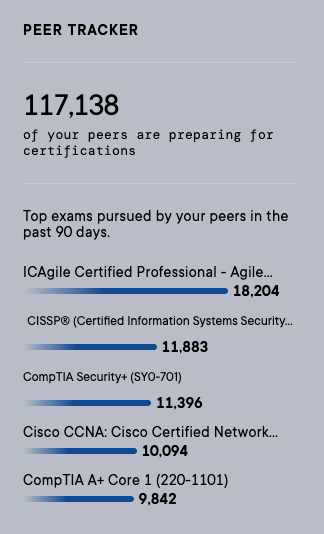 PEER TRACKER
117,138
of your peers are preparing for
certifications
Top exams pursued by your peers in the
past 90 days.
ICAgile Certified Professional - Agile...
18,204
CISSP® (Certified Information Systems Security...
11,883
CompTIA Security+ (SY0-701)
11,396
Cisco CCNA: Cisco Certified Network...
10,094
CompTIA A+ Core 1 (220-1101)
9,842